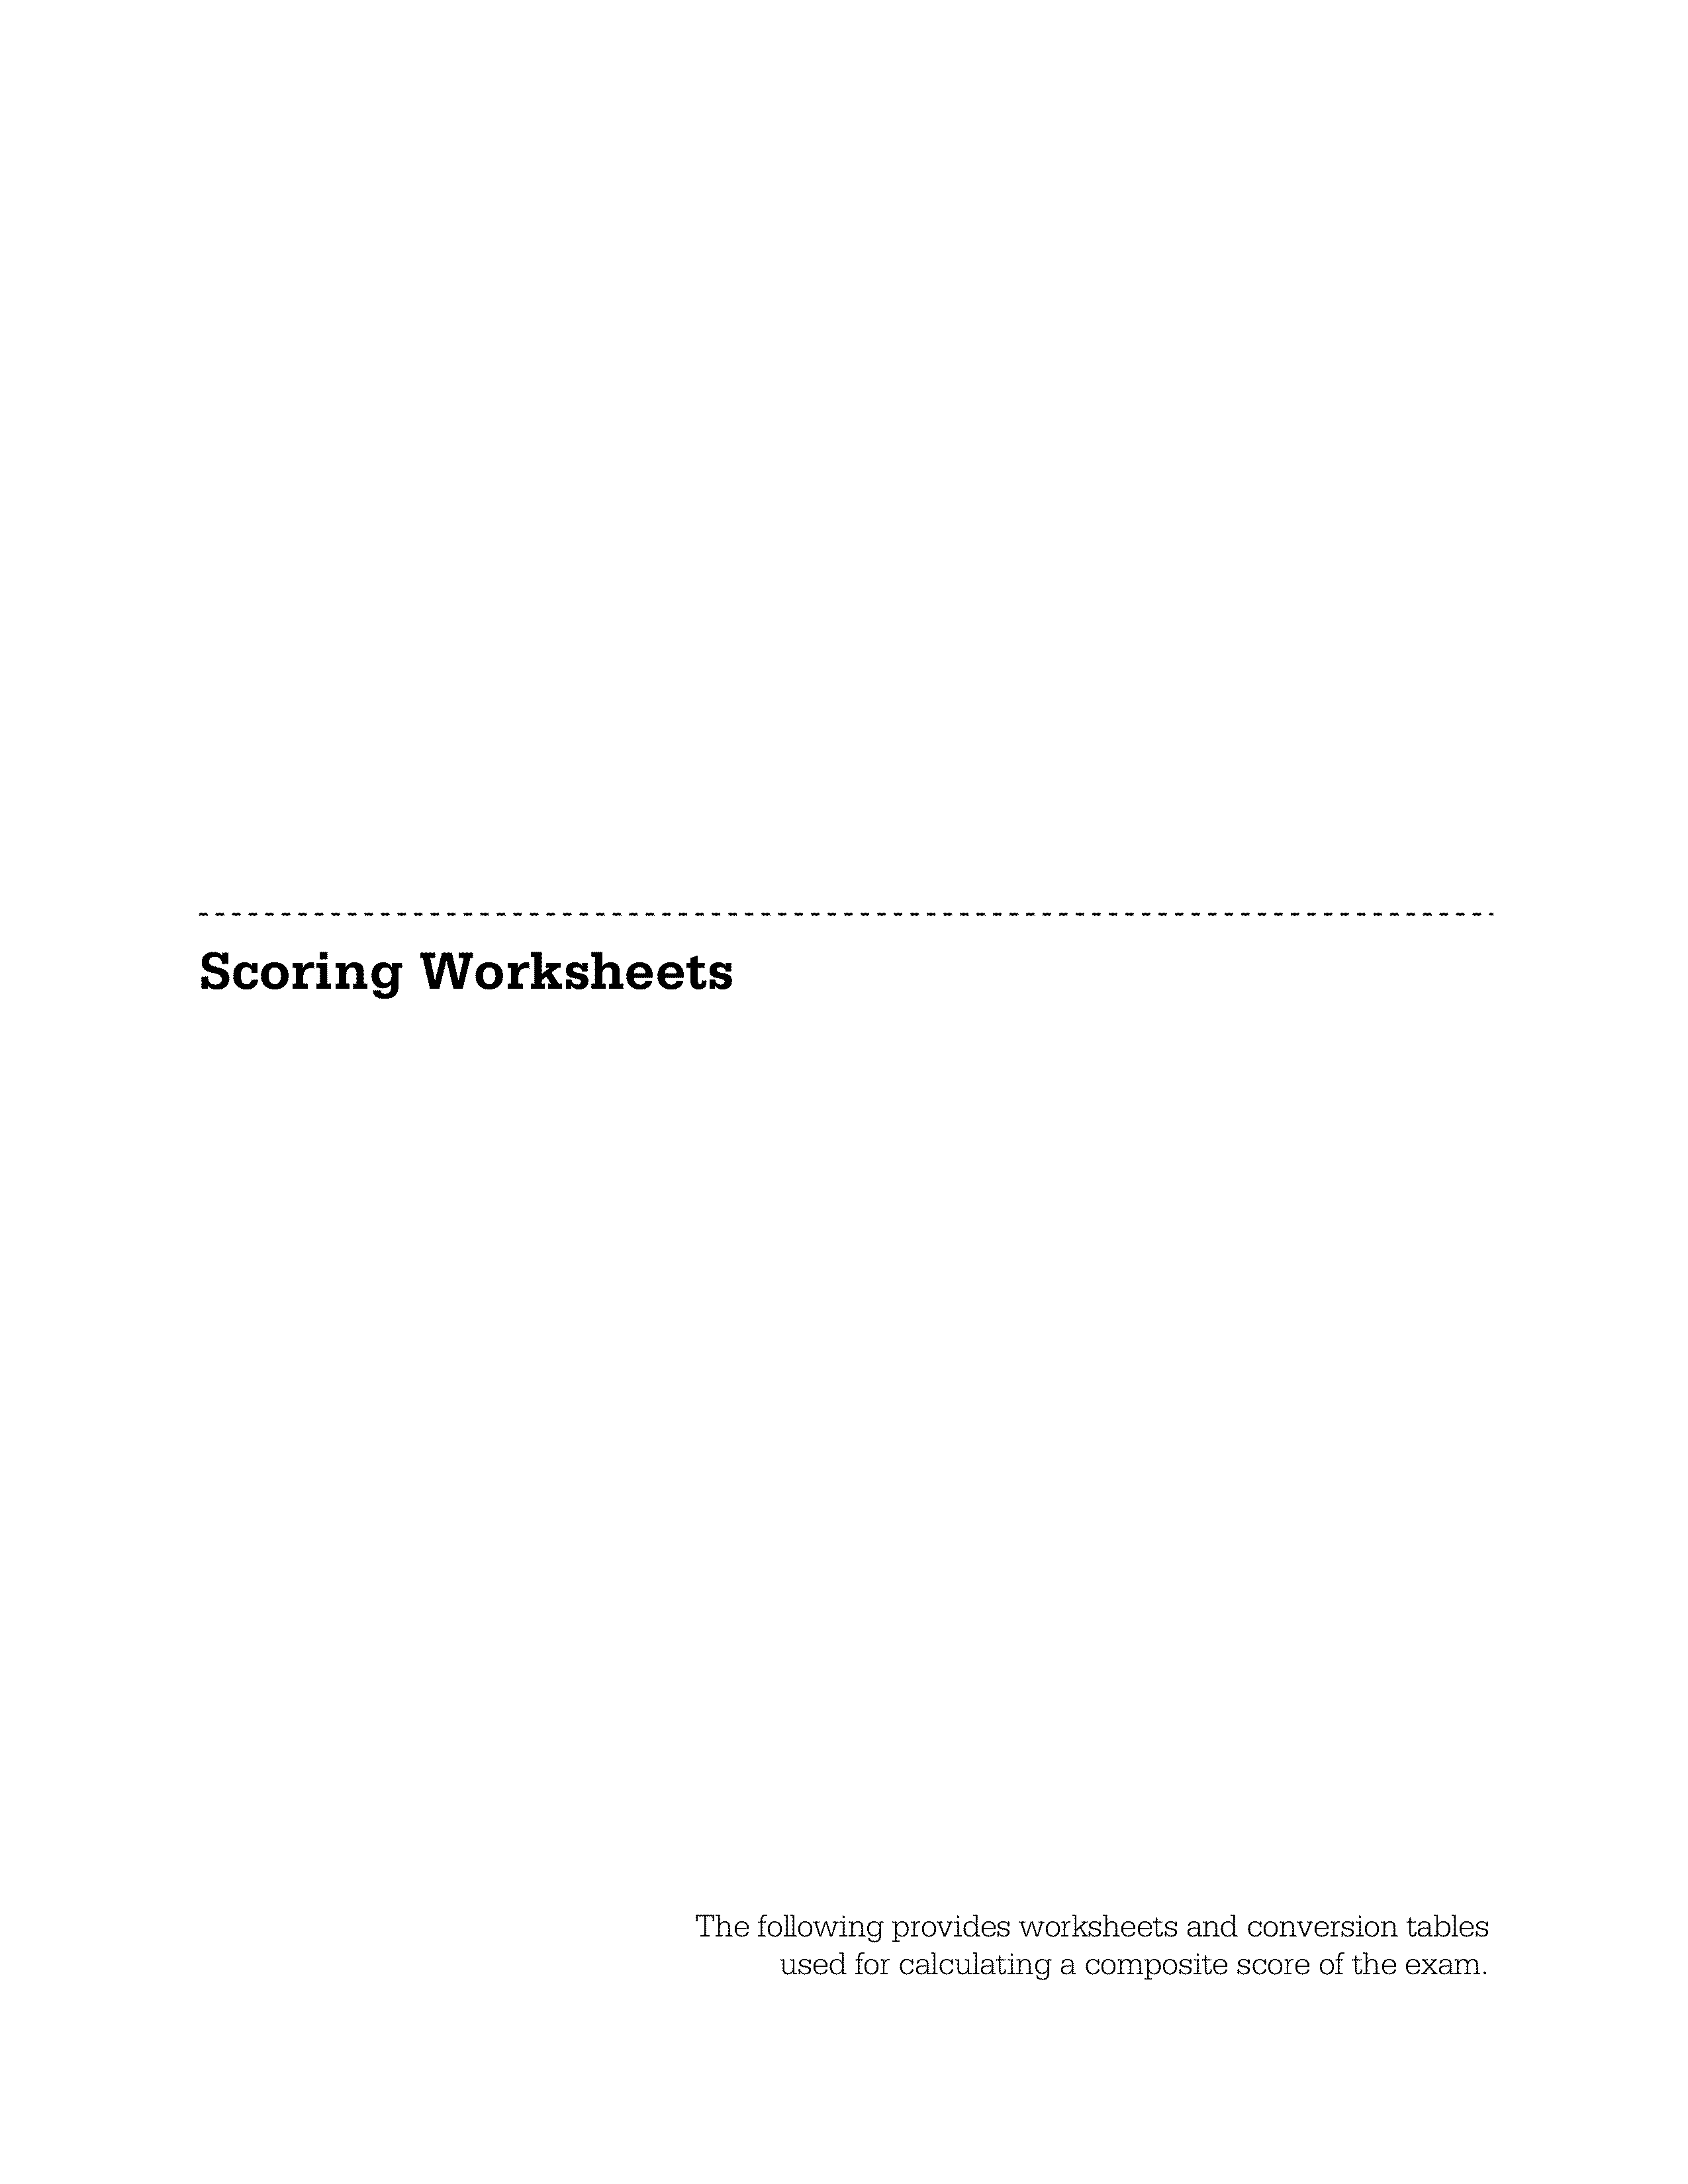 Scoring Worksheets
The following provides worksheets and conversion tables
used for calculating a composite score of the exam.